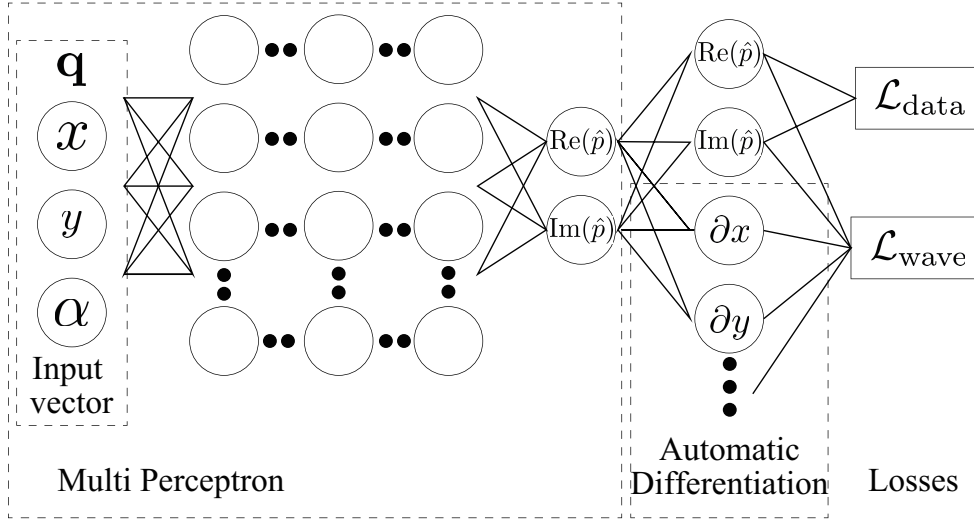 q
x
y
α
Input
vector
Multi Perceptron
Re(p̂)
Im(p̂)
Re(p̂)
Im(p̂)
∂x
∂y
Automatic
Differentiation
ℒdata
ℒwave
Losses